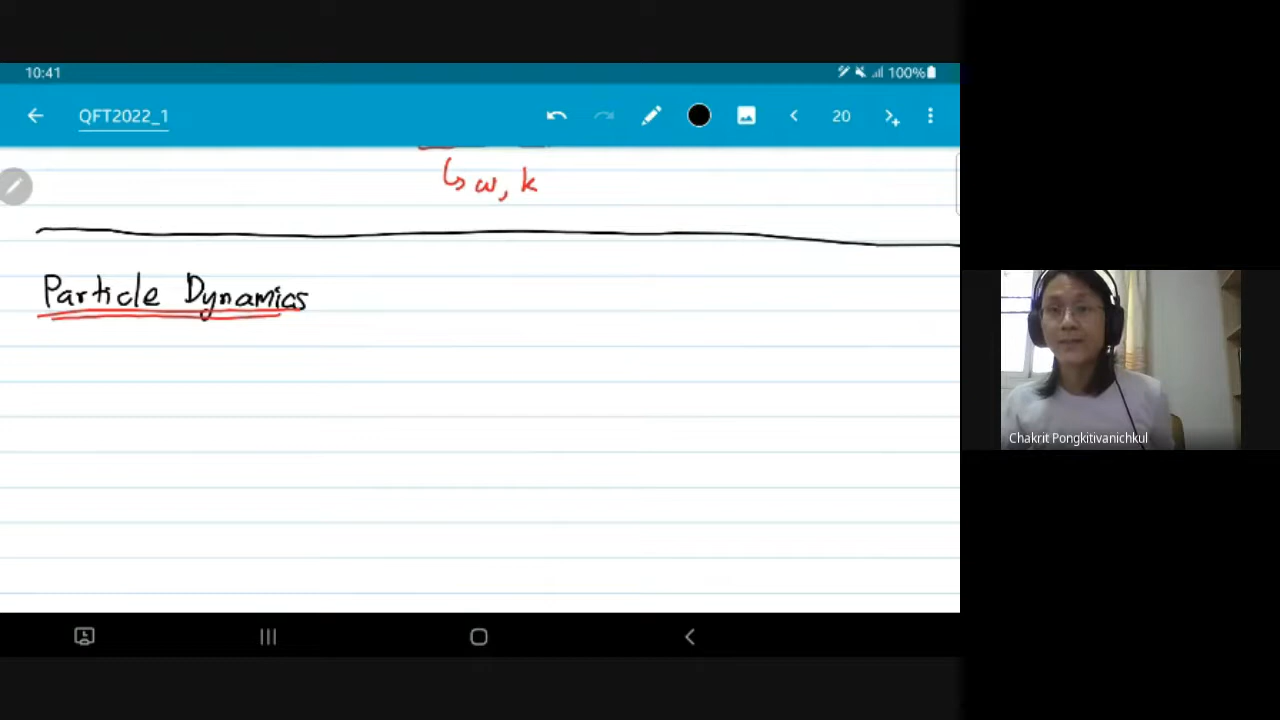 10:41
100%
QFT2022_1
20
↳ ω, k
Particle Dynamics
Chakrit Pongkitivanichkul